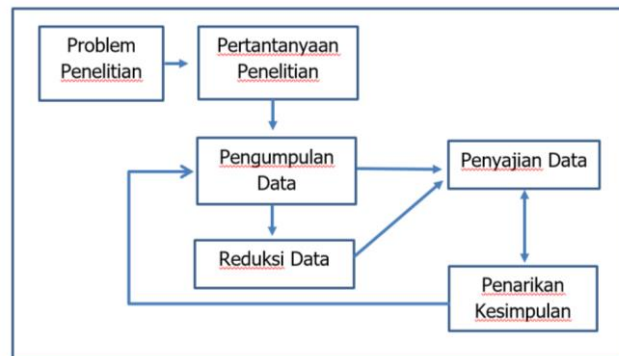 Problem
Penelitian
Pertantanyaan
Penelitian
Pengumpulan
Data
Penyajian Data
Reduksi Data
Penarikan
Kesimpulan